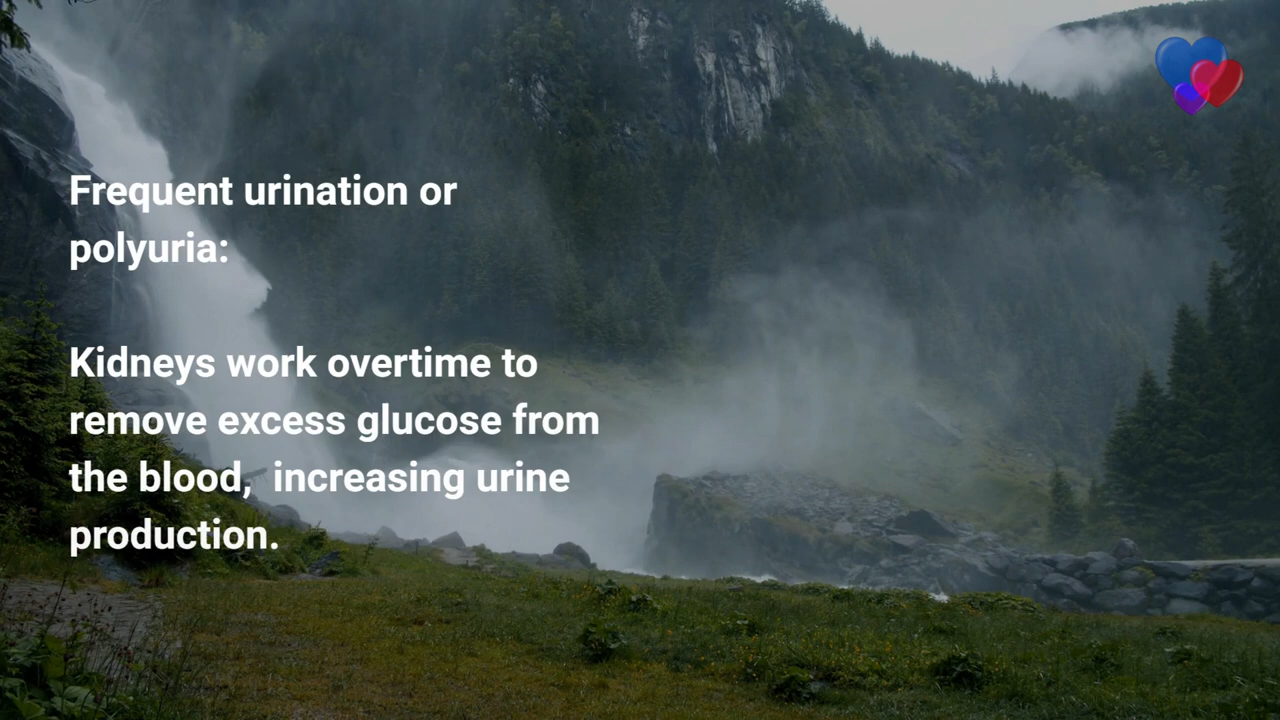 Frequent urination or
polyuria:
Kidneys work overtime to
remove excess glucose from
the blood,  increasing urine
production.